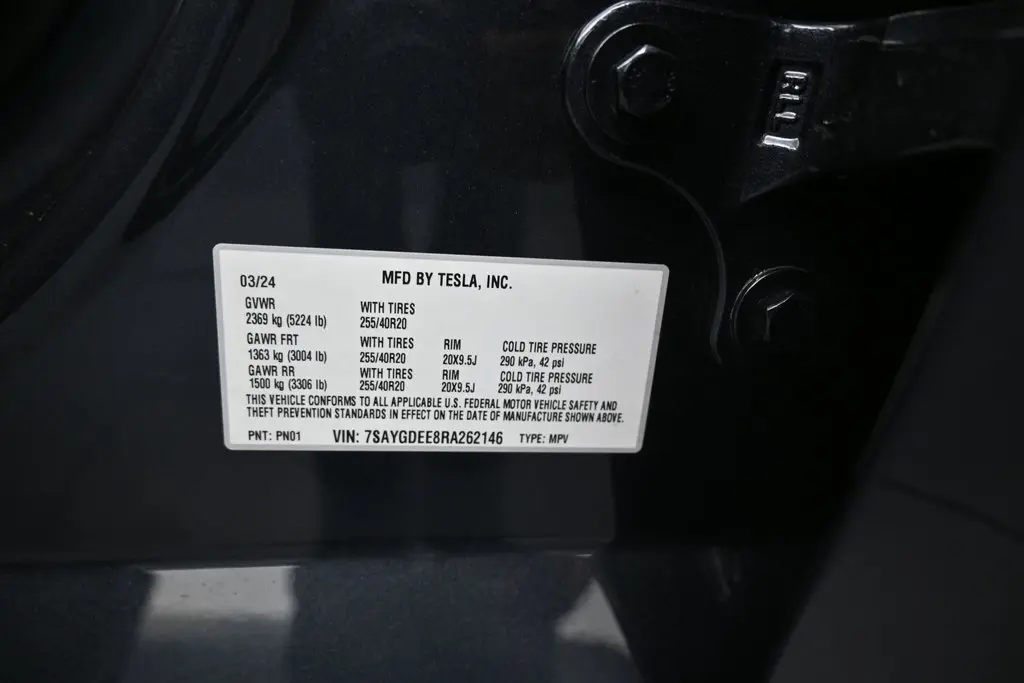 RLLI
03/24 MFD BY TESLA, INC.
GVWR WITH TIRES
2369 kg (5224 lb) 255/40R20
GAWR FRT WITH TIRES RIM COLD TIRE PRESSURE
1363 kg (3004 lb) 255/40R20 20X9.5J 290 kPa, 42 psi
GAWR RR WITH TIRES RIM COLD TIRE PRESSURE
1500 kg (3306 lb) 255/40R20 20X9.5J 290 kPa, 42 psi
THIS VEHICLE CONFORMS TO ALL APPLICABLE U.S. FEDERAL MOTOR VEHICLE SAFETY AND
THEFT PREVENTION STANDARDS IN EFFECT ON THE DATE OF MANUFACTURE SHOWN ABOVE.
PNT: PN01 VIN: 7SAYGDEE8RA262146 TYPE: MPV